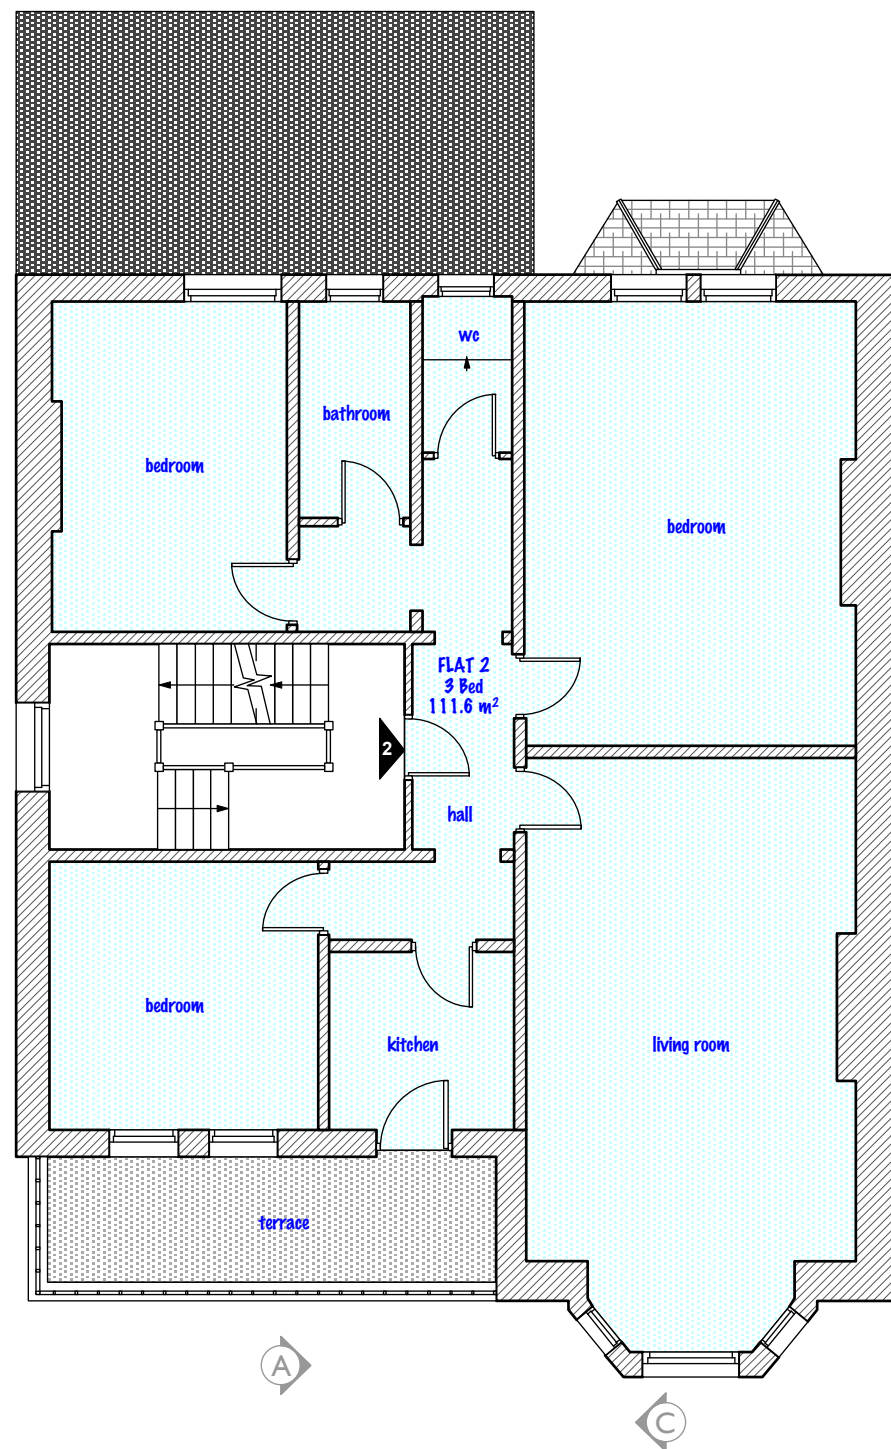 wc
bathroom
bedroom
bedroom
FLAT 2
3 Bed
111.6 m²
2
hall
bedroom
kitchen
living room
terrace
A
C